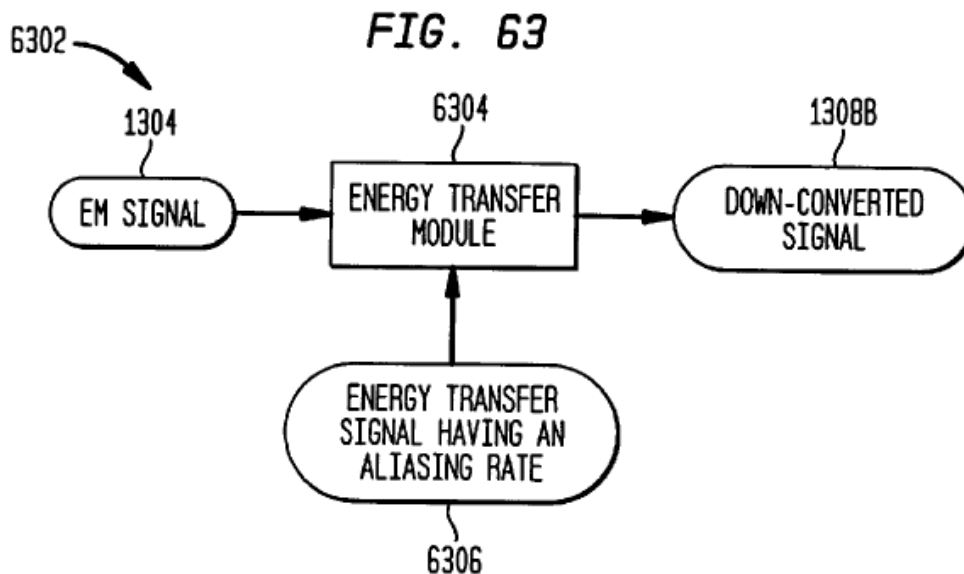 FIG. 63
6302
1304
6304
1308B
EM SIGNAL
ENERGY TRANSFER
MODULE
DOWN-CONVERTED
SIGNAL
ENERGY TRANSFER
SIGNAL HAVING AN
ALIASING RATE
6306